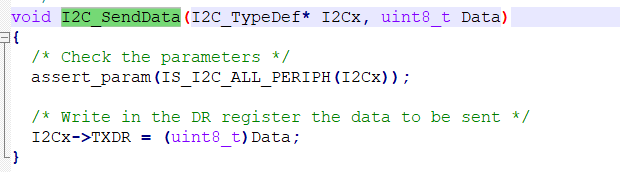 void I2C_SendData(I2C_TypeDef* I2Cx, uint8_t Data)
{
/* Check the parameters */
assert_param(IS_I2C_ALL_PERIPH(I2Cx));
/* Write in the DR register the data to be sent */
I2Cx->TXDR = (uint8_t)Data;
}